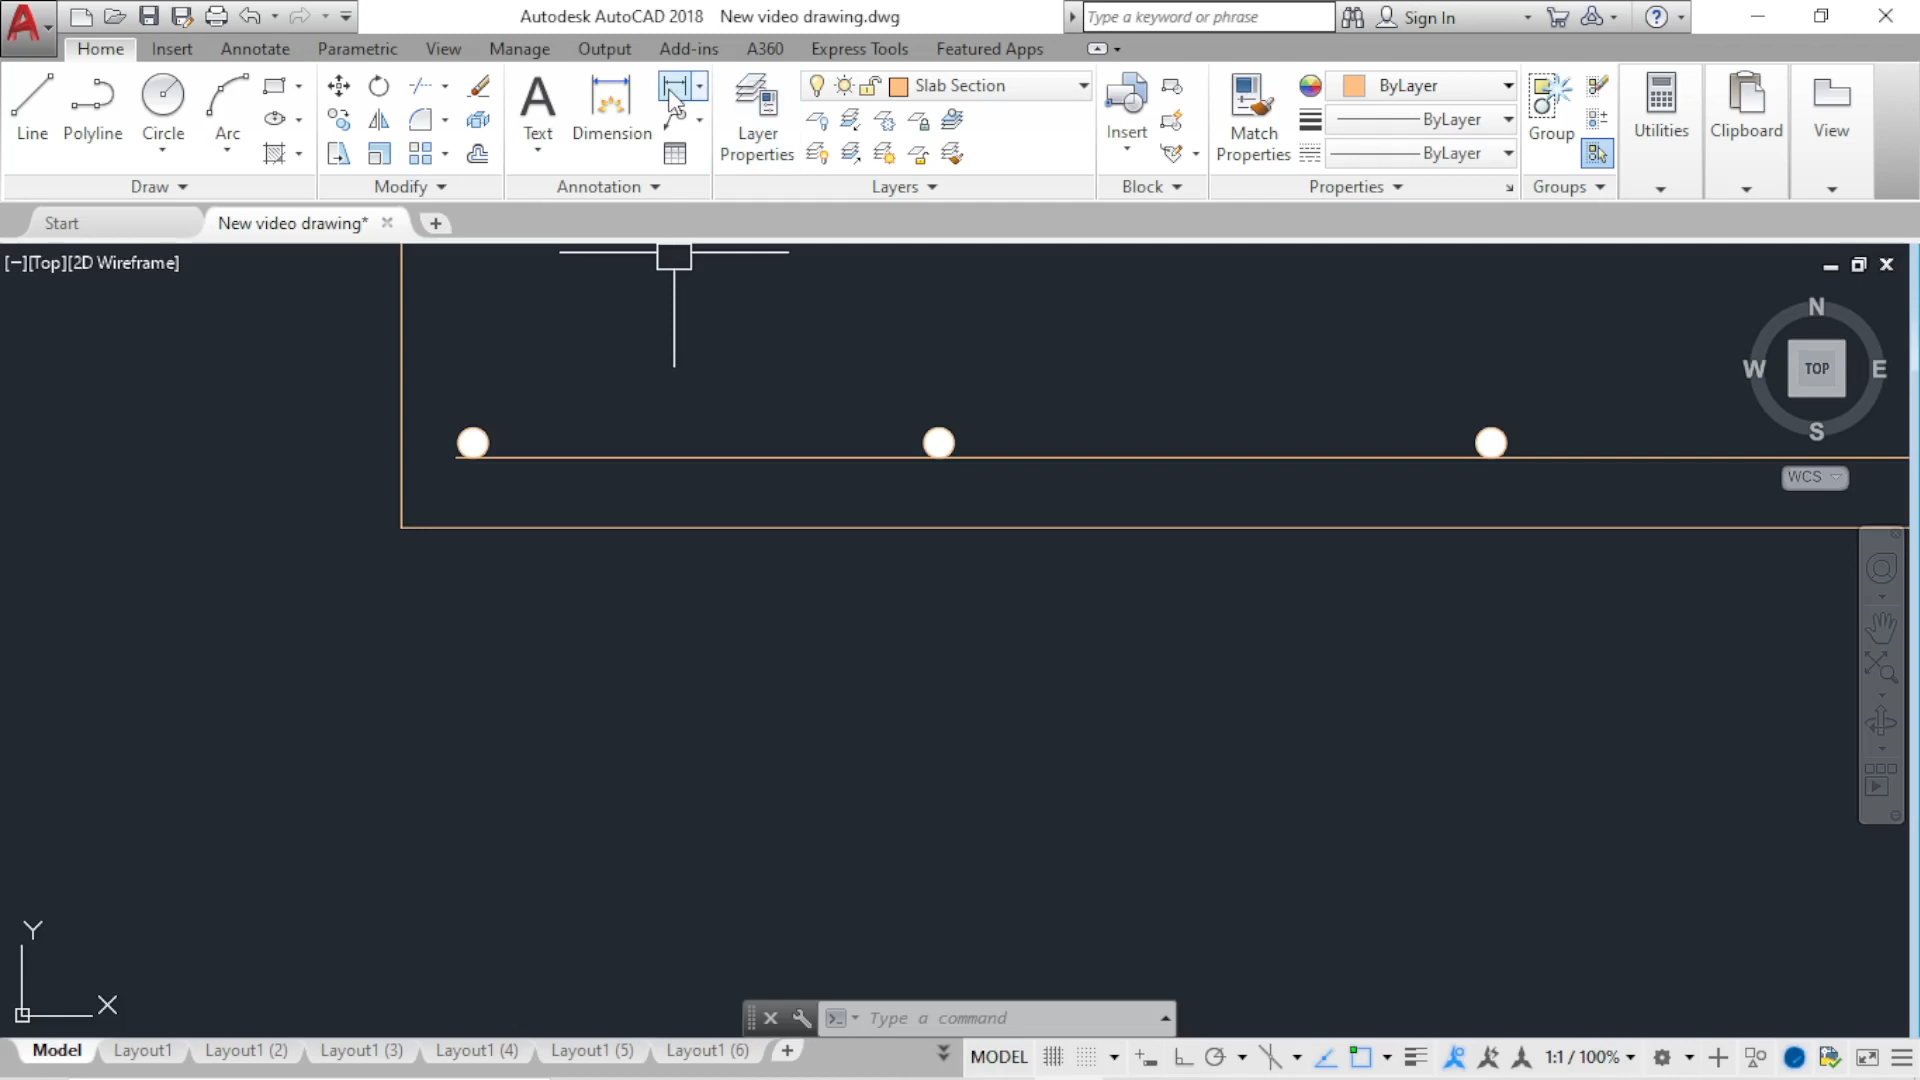 Autodesk AutoCAD 2018 New video drawing.dwg
Type a keyword or phrase
Sign In
Home Insert Annotate Parametric View Manage Output Add-ins A360 Express Tools Featured Apps
Line Polyline Circle Arc
Text Dimension
Layer Properties
Slab Section
Insert
Match Properties
ByLayer
ByLayer
ByLayer
Group
Utilities Clipboard View
Draw Modify Annotation Layers Block Properties Groups
Start New video drawing*
[−][Top][2D Wireframe]
N
W TOP E
S
WCS
Y
X
Type a command
Model Layout1 Layout1 (2) Layout1 (3) Layout1 (4) Layout1 (5) Layout1 (6)
MODEL 1:1 / 100%